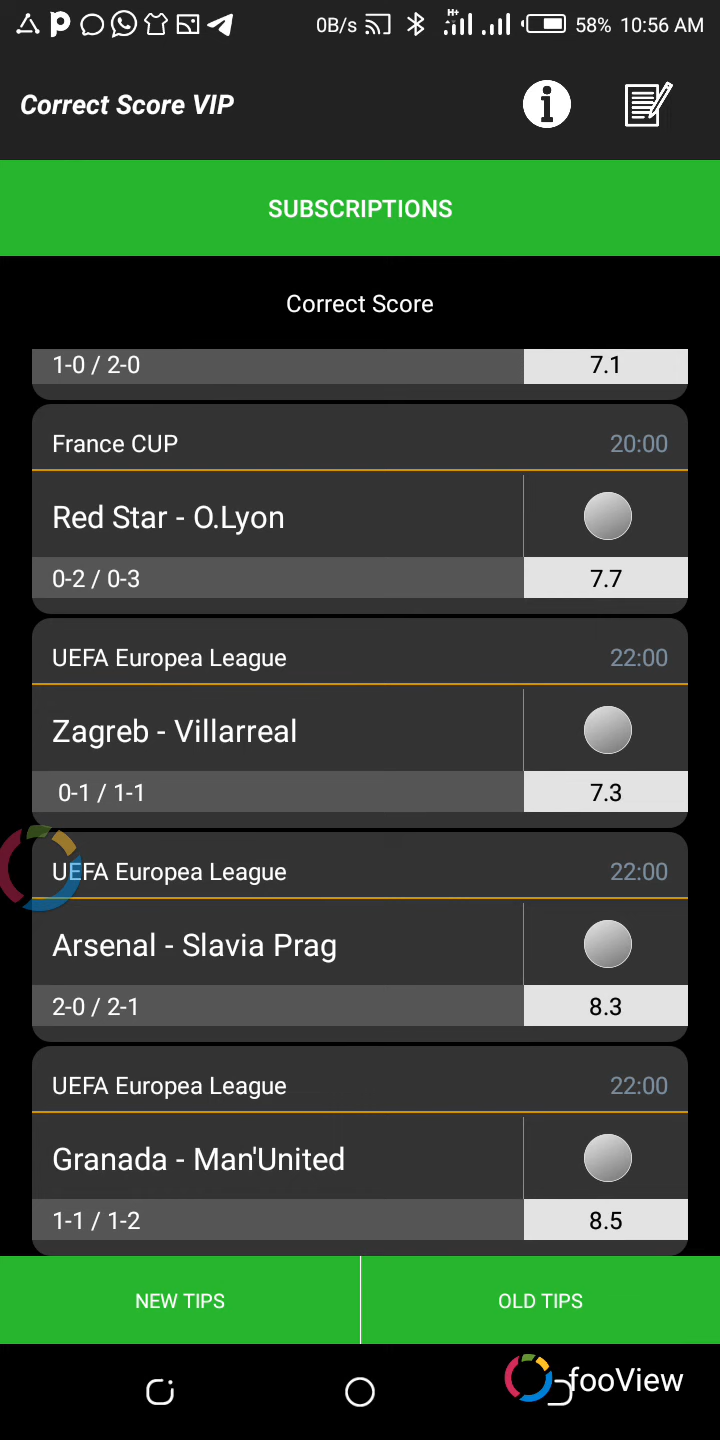 0B/s H+ 58% 10:56 AM
Correct Score VIP
SUBSCRIPTIONS
Correct Score
1-0 / 2-0 7.1
France CUP 20:00
Red Star - O.Lyon
0-2 / 0-3 7.7
UEFA Europea League 22:00
Zagreb - Villarreal
0-1 / 1-1 7.3
UEFA Europea League 22:00
Arsenal - Slavia Prag
2-0 / 2-1 8.3
UEFA Europea League 22:00
Granada - Man'United
1-1 / 1-2 8.5
NEW TIPS OLD TIPS
fooView